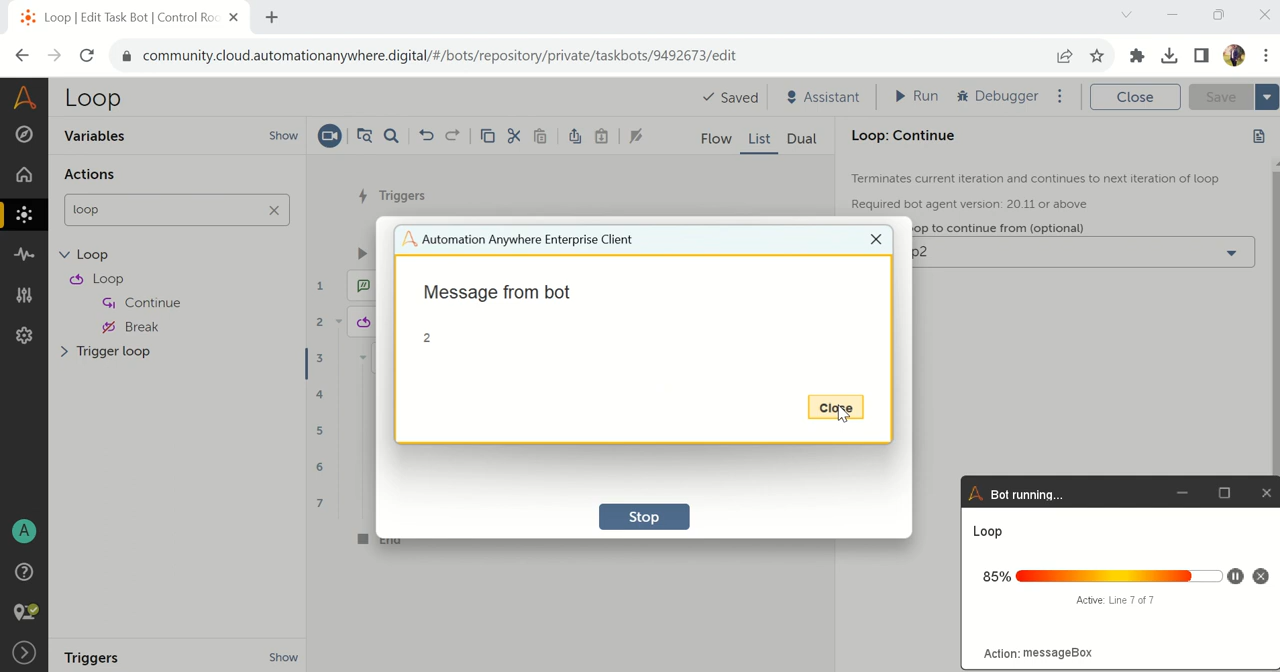 Loop | Edit Task Bot | Control Roo
community.cloud.automationanywhere.digital/#/bots/repository/private/taskbots/9492673/edit
Loop
Saved
Assistant
Run
Debugger
Close
Save
Variables
Show
Flow
List
Dual
Loop: Continue
Actions
loop
Loop
Loop
Continue
Break
Trigger loop
Triggers
Show
Triggers
1
2
3
4
5
6
7
End
Terminates current iteration and continues to next iteration of loop
Required bot agent version: 20.11 or above
op to continue from (optional)
p2
Automation Anywhere Enterprise Client
Message from bot
2
Close
Stop
Bot running...
Loop
85%
Active: Line 7 of 7
Action: messageBox
A